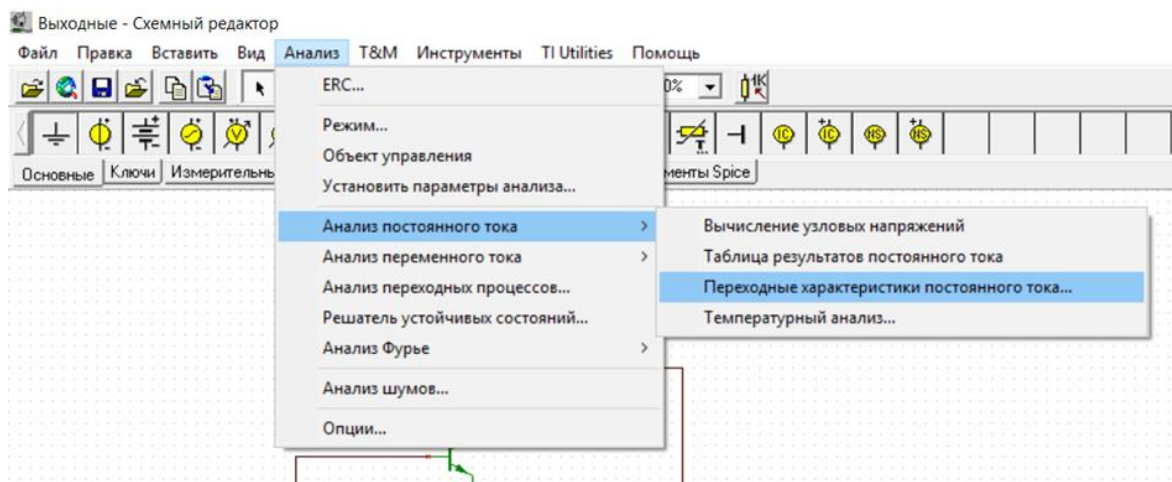 Выходные - Схемный редактор
Файл Правка Вставить Вид Анализ T&M Инструменты TI Utilities Помощь
ERC...
0%
1K
Режим...
Объект управления
Установить параметры анализа...
Основные Ключи Измерительны
менты Spice
Анализ постоянного тока
Вычисление узловых напряжений
Анализ переменного тока
Таблица результатов постоянного тока
Анализ переходных процессов...
Переходные характеристики постоянного тока...
Решатель устойчивых состояний...
Температурный анализ...
Анализ Фурье
Анализ шумов...
Опции...